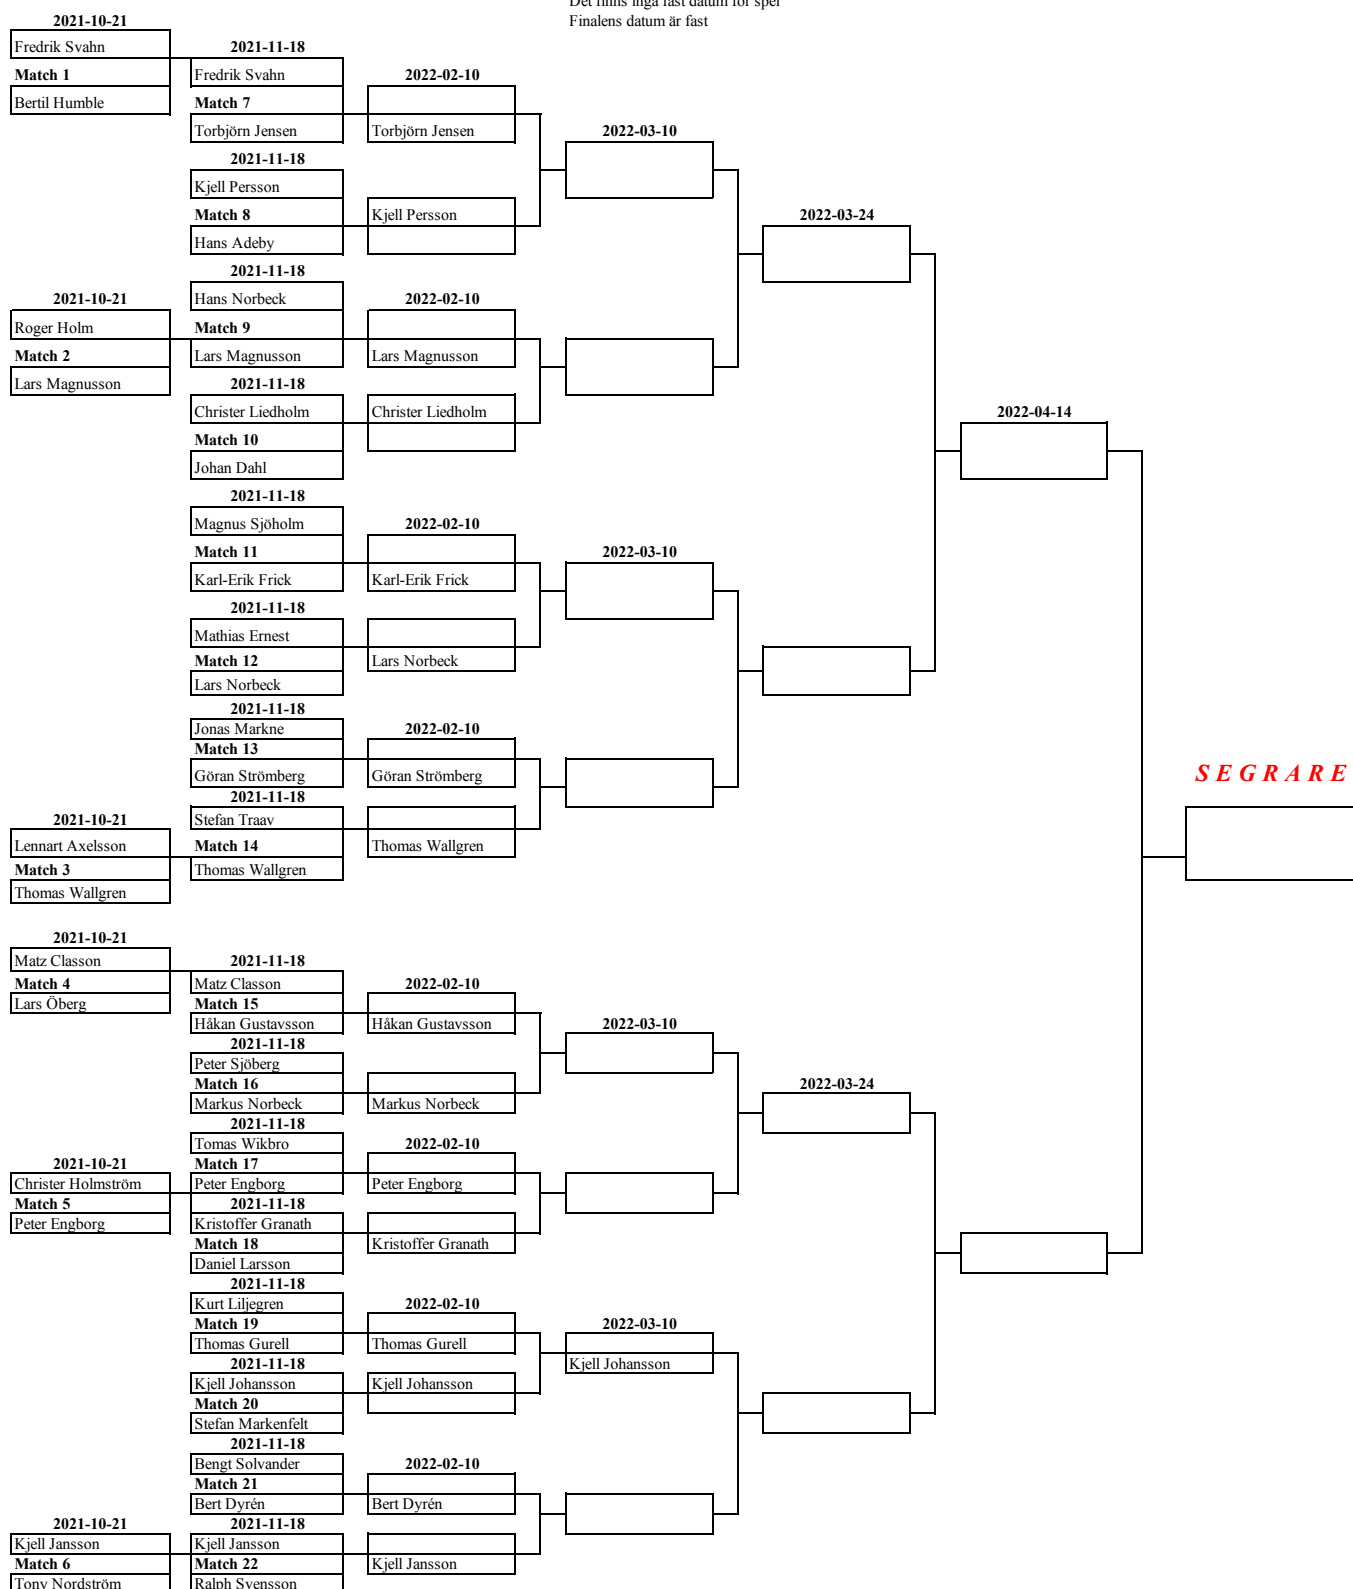 Det finns inga fast datum för spel
Finalens datum är fast
2021-10-21
Fredrik Svahn
Match 1
Bertil Humble
2021-11-18
Fredrik Svahn
Match 7
Torbjörn Jensen
2022-02-10
Torbjörn Jensen
2022-03-10
2021-11-18
Kjell Persson
Match 8
Hans Adeby
Kjell Persson
2022-03-24
2021-11-18
Hans Norbeck
2021-10-21
Roger Holm
Match 2
Lars Magnusson
Match 9
Lars Magnusson
2022-02-10
Lars Magnusson
2021-11-18
Christer Liedholm
Match 10
Johan Dahl
Christer Liedholm
2022-04-14
2021-11-18
Magnus Sjöholm
Match 11
Karl-Erik Frick
2022-02-10
Karl-Erik Frick
2022-03-10
2021-11-18
Mathias Ernest
Match 12
Lars Norbeck
Lars Norbeck
2021-11-18
Jonas Markne
Match 13
Göran Strömberg
2022-02-10
Göran Strömberg
SEGRARE
2021-11-18
Stefan Traav
Match 14
Thomas Wallgren
Thomas Wallgren
2021-10-21
Lennart Axelsson
Match 3
Thomas Wallgren
2021-10-21
Matz Classon
Match 4
Lars Öberg
2021-11-18
Matz Classon
Match 15
Håkan Gustavsson
2022-02-10
Håkan Gustavsson
2022-03-10
2021-11-18
Peter Sjöberg
Match 16
Markus Norbeck
Markus Norbeck
2022-03-24
2021-11-18
Tomas Wikbro
Match 17
Peter Engborg
2022-02-10
Peter Engborg
2021-10-21
Christer Holmström
Match 5
Peter Engborg
2021-11-18
Kristoffer Granath
Match 18
Daniel Larsson
Kristoffer Granath
2021-11-18
Kurt Liljegren
Match 19
Thomas Gurell
2022-02-10
Thomas Gurell
2022-03-10
Kjell Johansson
2021-11-18
Kjell Johansson
Match 20
Stefan Markenfelt
Kjell Johansson
2021-11-18
Bengt Solvander
Match 21
Bert Dyrén
2022-02-10
Bert Dyrén
2021-10-21
Kjell Jansson
Match 6
Tony Nordström
2021-11-18
Kjell Jansson
Match 22
Ralph Svensson
Kjell Jansson